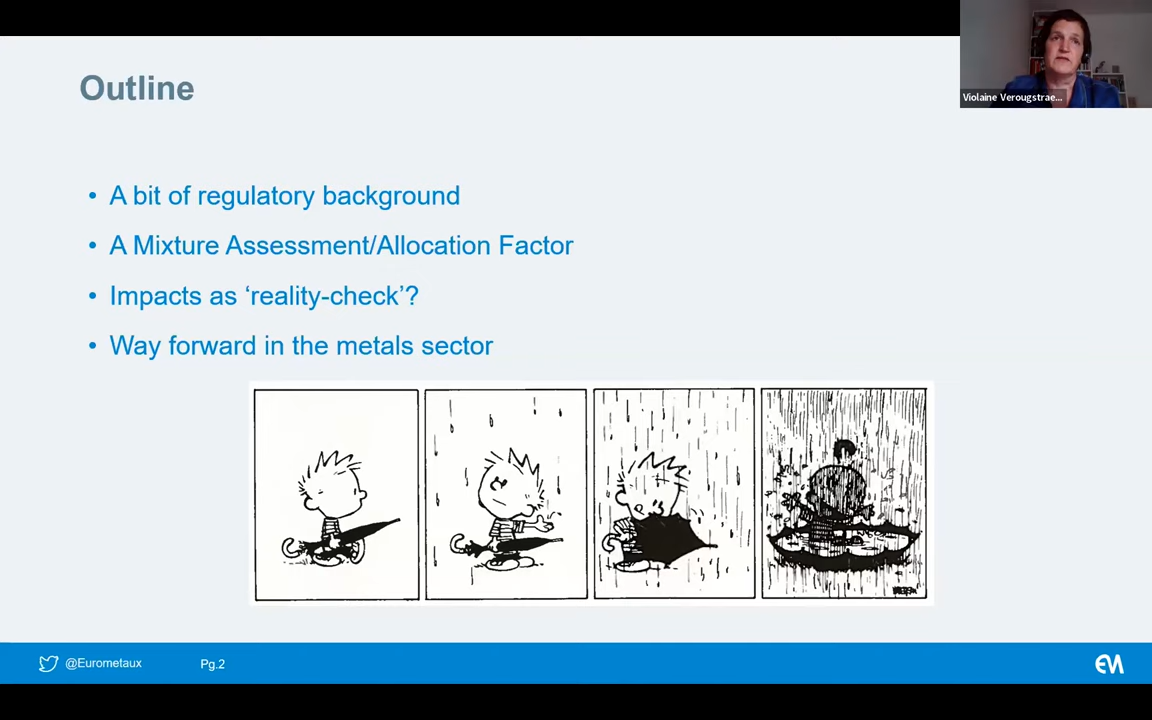 Outline
Violaine Verougstrae...
• A bit of regulatory background
• A Mixture Assessment/Allocation Factor
• Impacts as ‘reality-check’?
• Way forward in the metals sector
@Eurometaux
Pg.2
EM